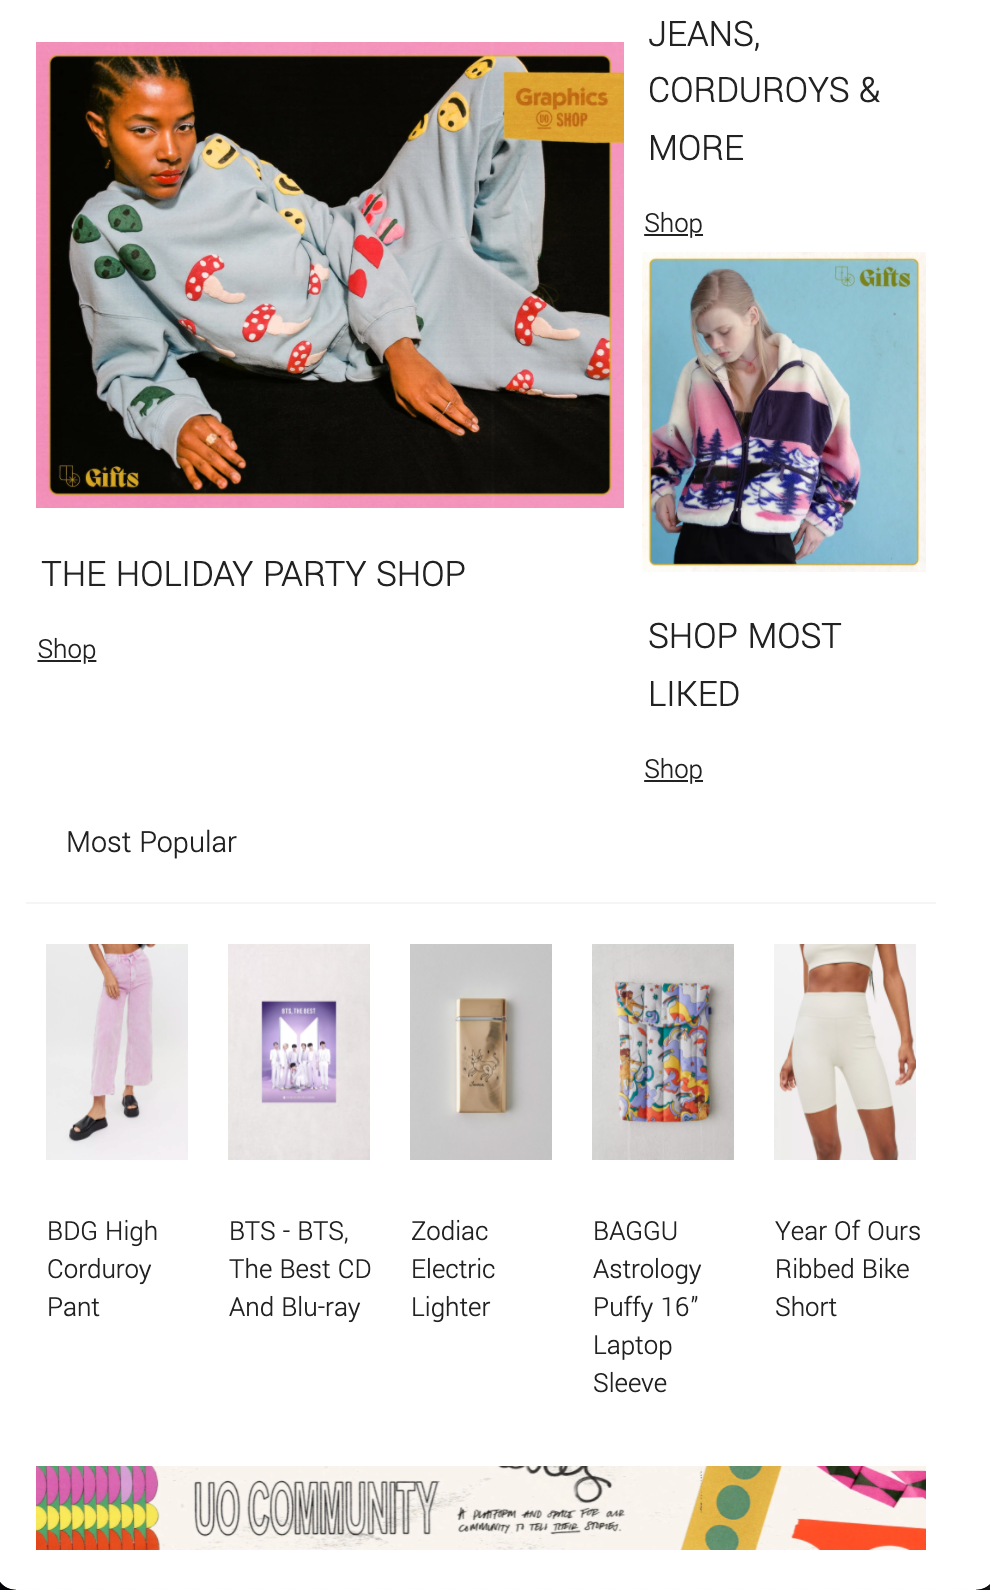 JEANS,
CORDUROYS &
MORE
Shop
Graphics
UO SHOP
Gifts
THE HOLIDAY PARTY SHOP
Shop
Gifts
SHOP MOST
LIKED
Shop
Most Popular
BTS, THE BEST
BDG High
Corduroy
Pant
BTS - BTS,
The Best CD
And Blu-ray
Zodiac
Electric
Lighter
BAGGU
Astrology
Puffy 16”
Laptop
Sleeve
Year Of Ours
Ribbed Bike
Short
UO COMMUNITY
A PLATFORM AND SPACE FOR OUR
COMMUNITY TO TELL THEIR STORIES.